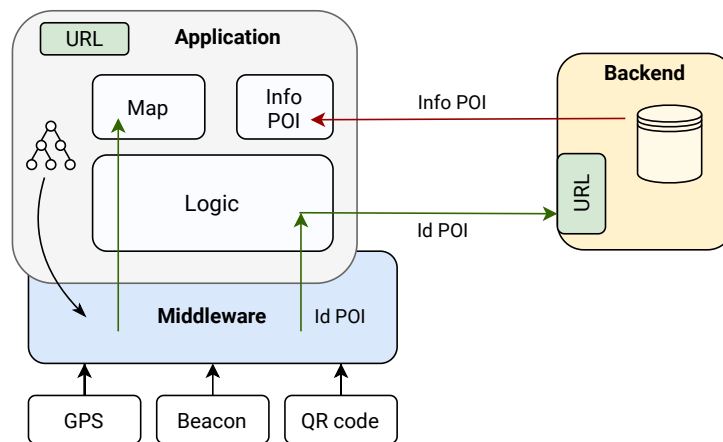 URL
Application
Map
Info
POI
Logic
Info POI
Id POI
Backend
URL
Middleware
Id POI
GPS
Beacon
QR code